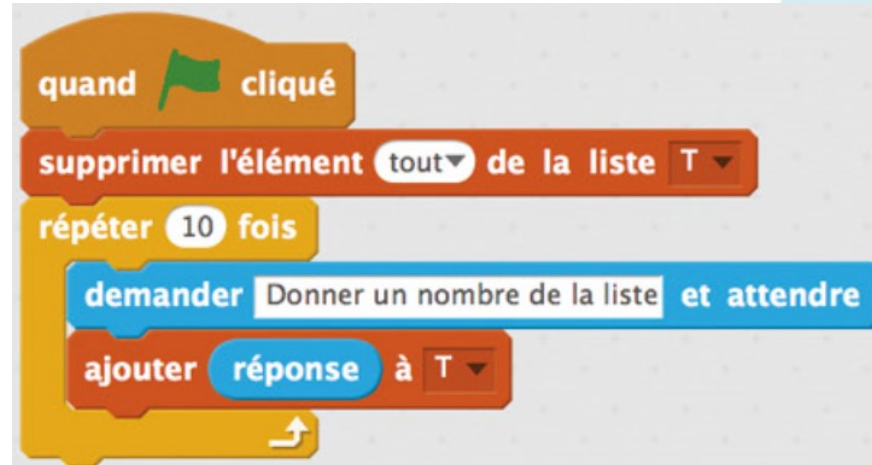 quand cliqué
supprimer l'élément tout de la liste T
répéter 10 fois
demander Donner un nombre de la liste et attendre
ajouter réponse à T